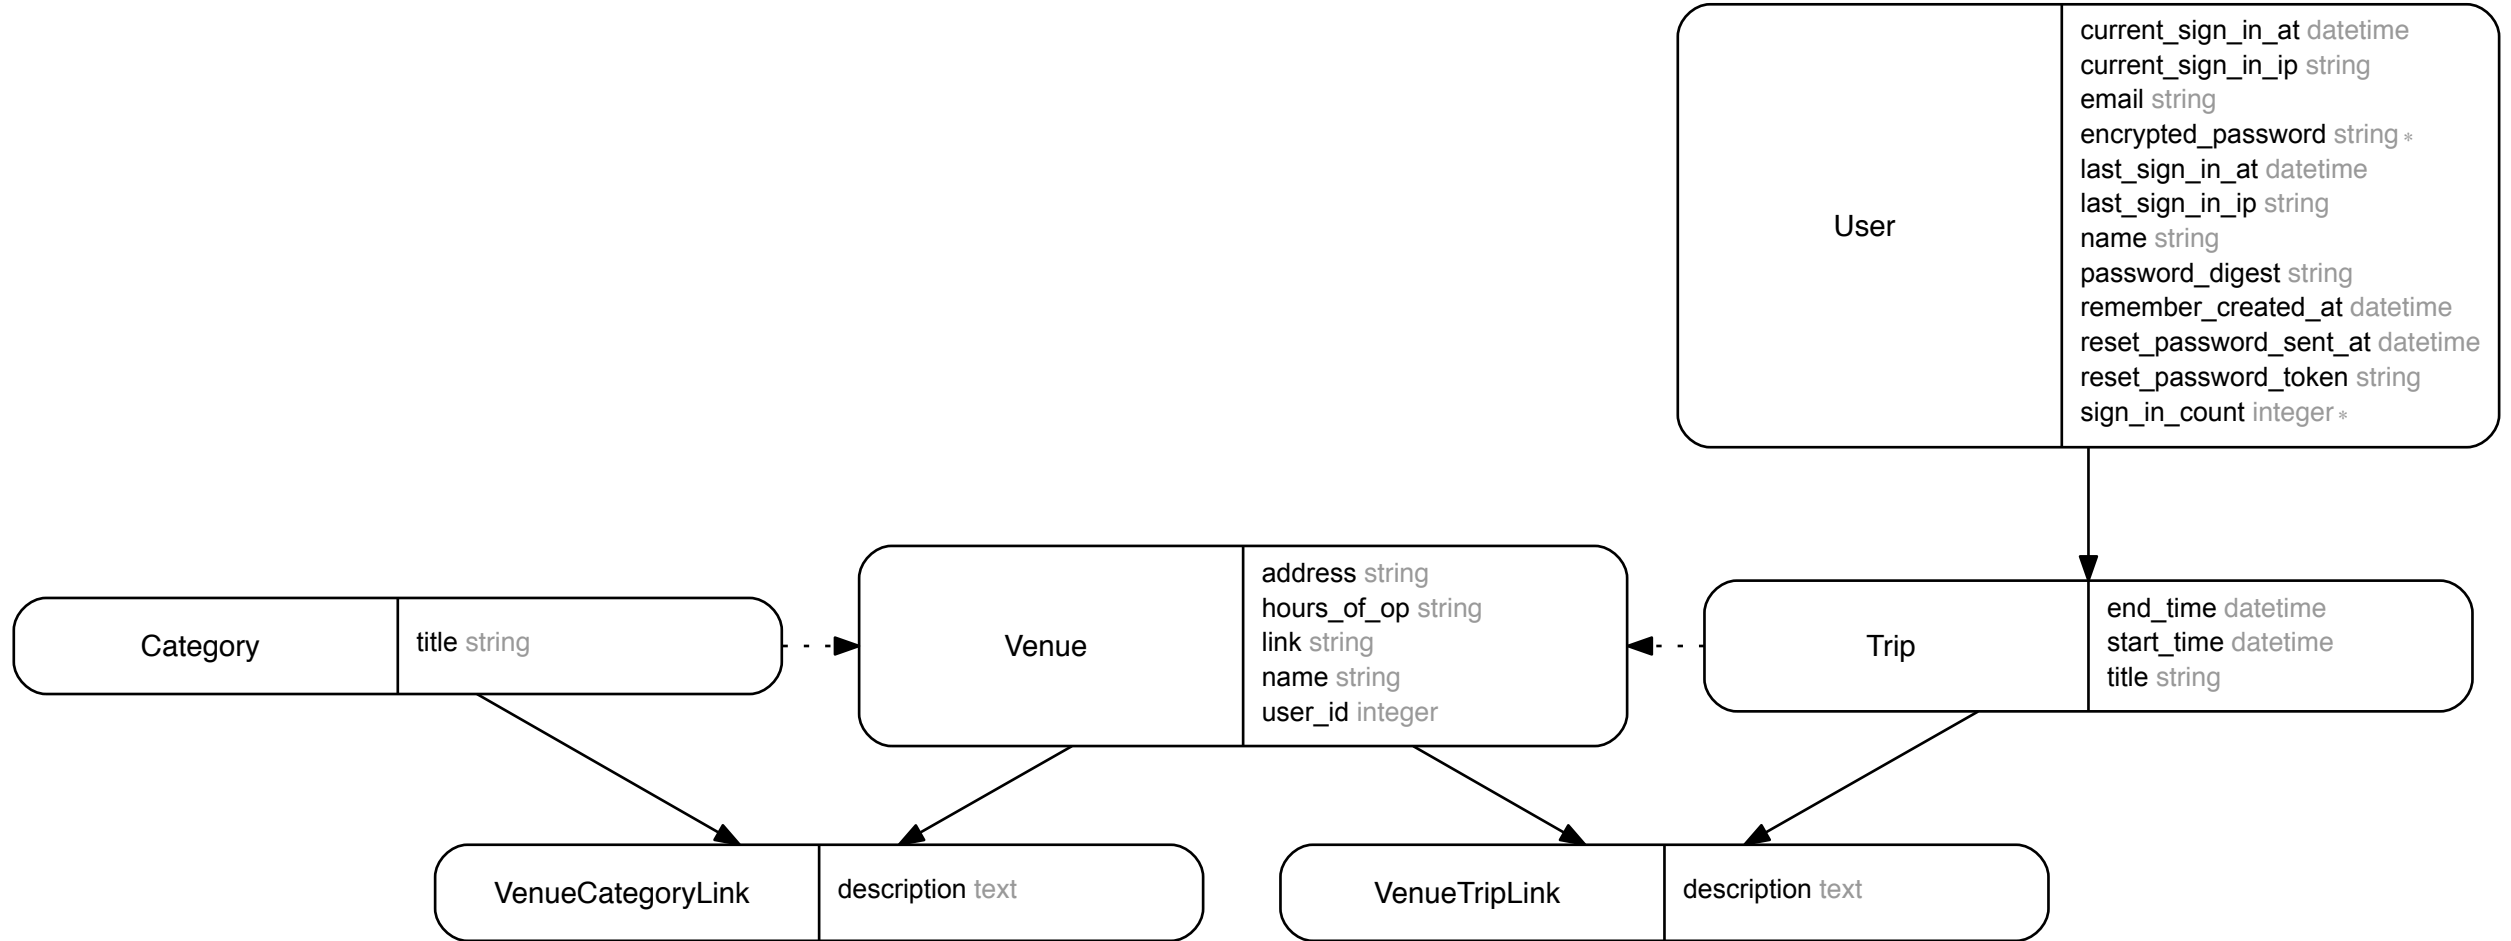 User
current_sign_in_at datetime
current_sign_in_ip string
email string
encrypted_password string *
last_sign_in_at datetime
last_sign_in_ip string
name string
password_digest string
remember_created_at datetime
reset_password_sent_at datetime
reset_password_token string
sign_in_count integer *
Category
title string
Venue
address string
hours_of_op string
link string
name string
user_id integer
Trip
end_time datetime
start_time datetime
title string
VenueCategoryLink
description text
VenueTripLink
description text